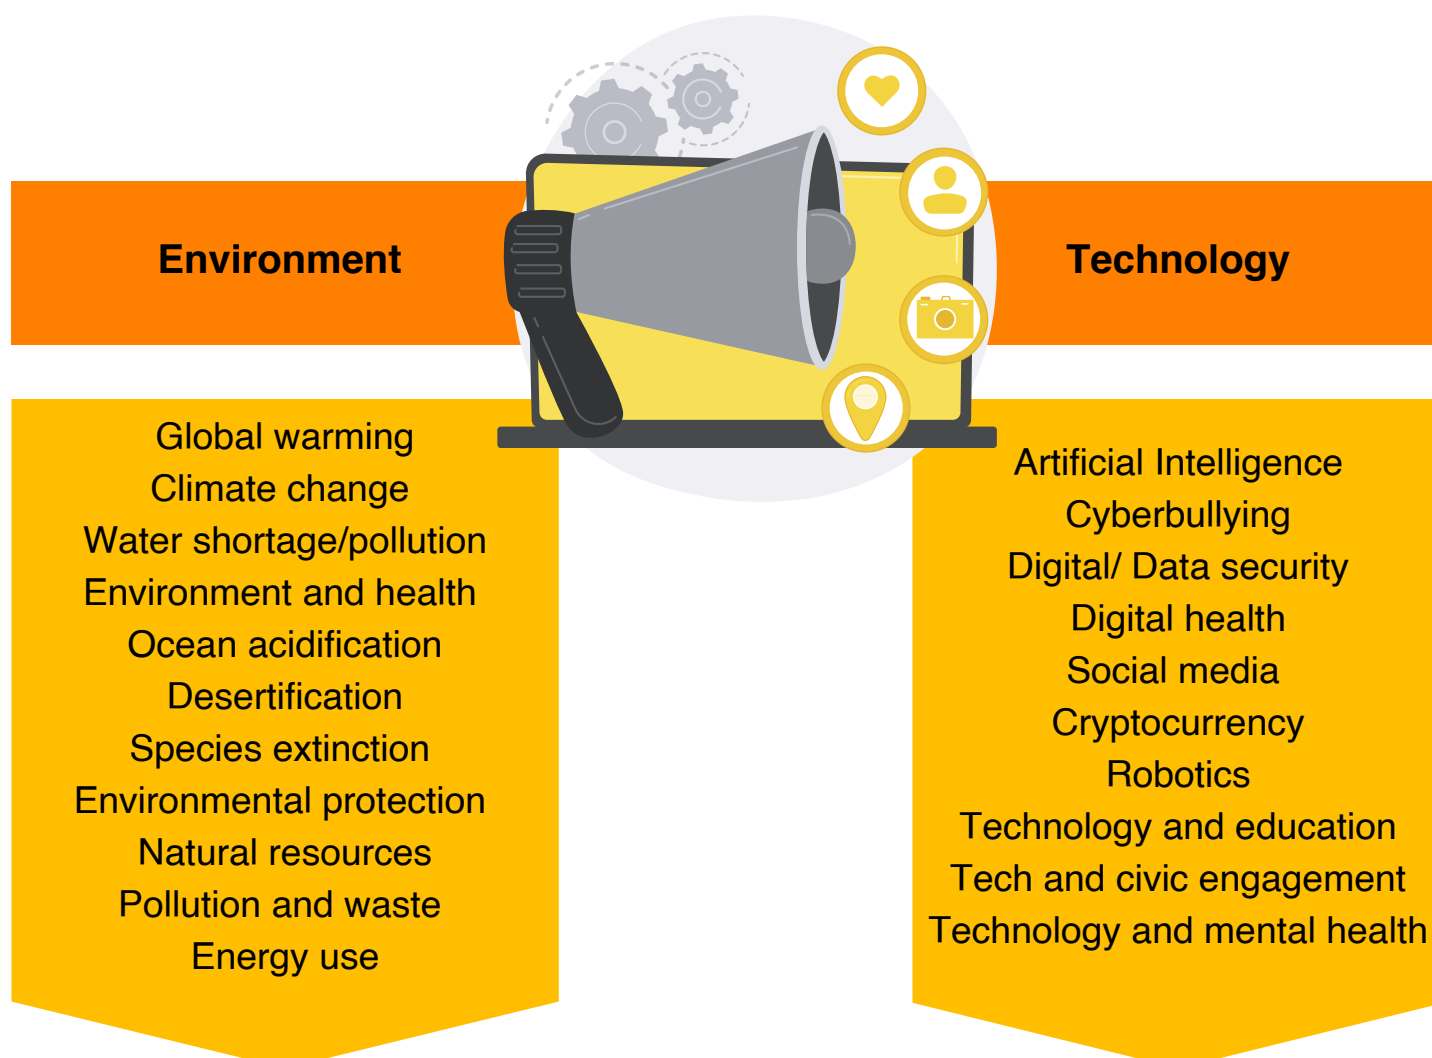 Environment
Technology
Global warming
Climate change
Water shortage/pollution
Environment and health
Ocean acidification
Desertification
Species extinction
Environmental protection
Natural resources
Pollution and waste
Energy use
Artificial Intelligence
Cyberbullying
Digital/ Data security
Digital health
Social media
Cryptocurrency
Robotics
Technology and education
Tech and civic engagement
Technology and mental health